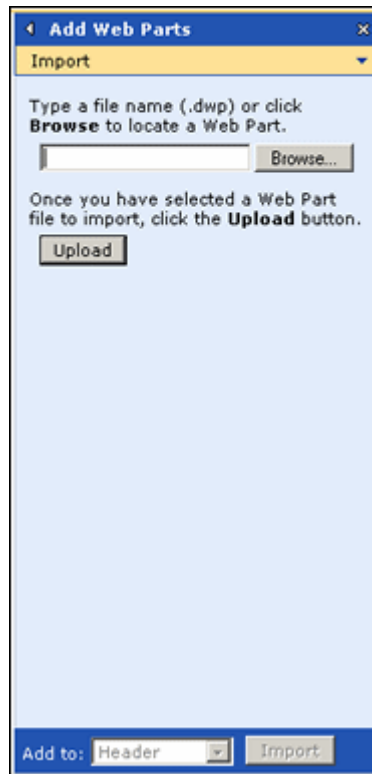 Add Web Parts
Import
Type a file name (.dwp) or click
Browse to locate a Web Part.
Browse...
Once you have selected a Web Part
file to import, click the Upload button.
Upload
Add to: Header Import